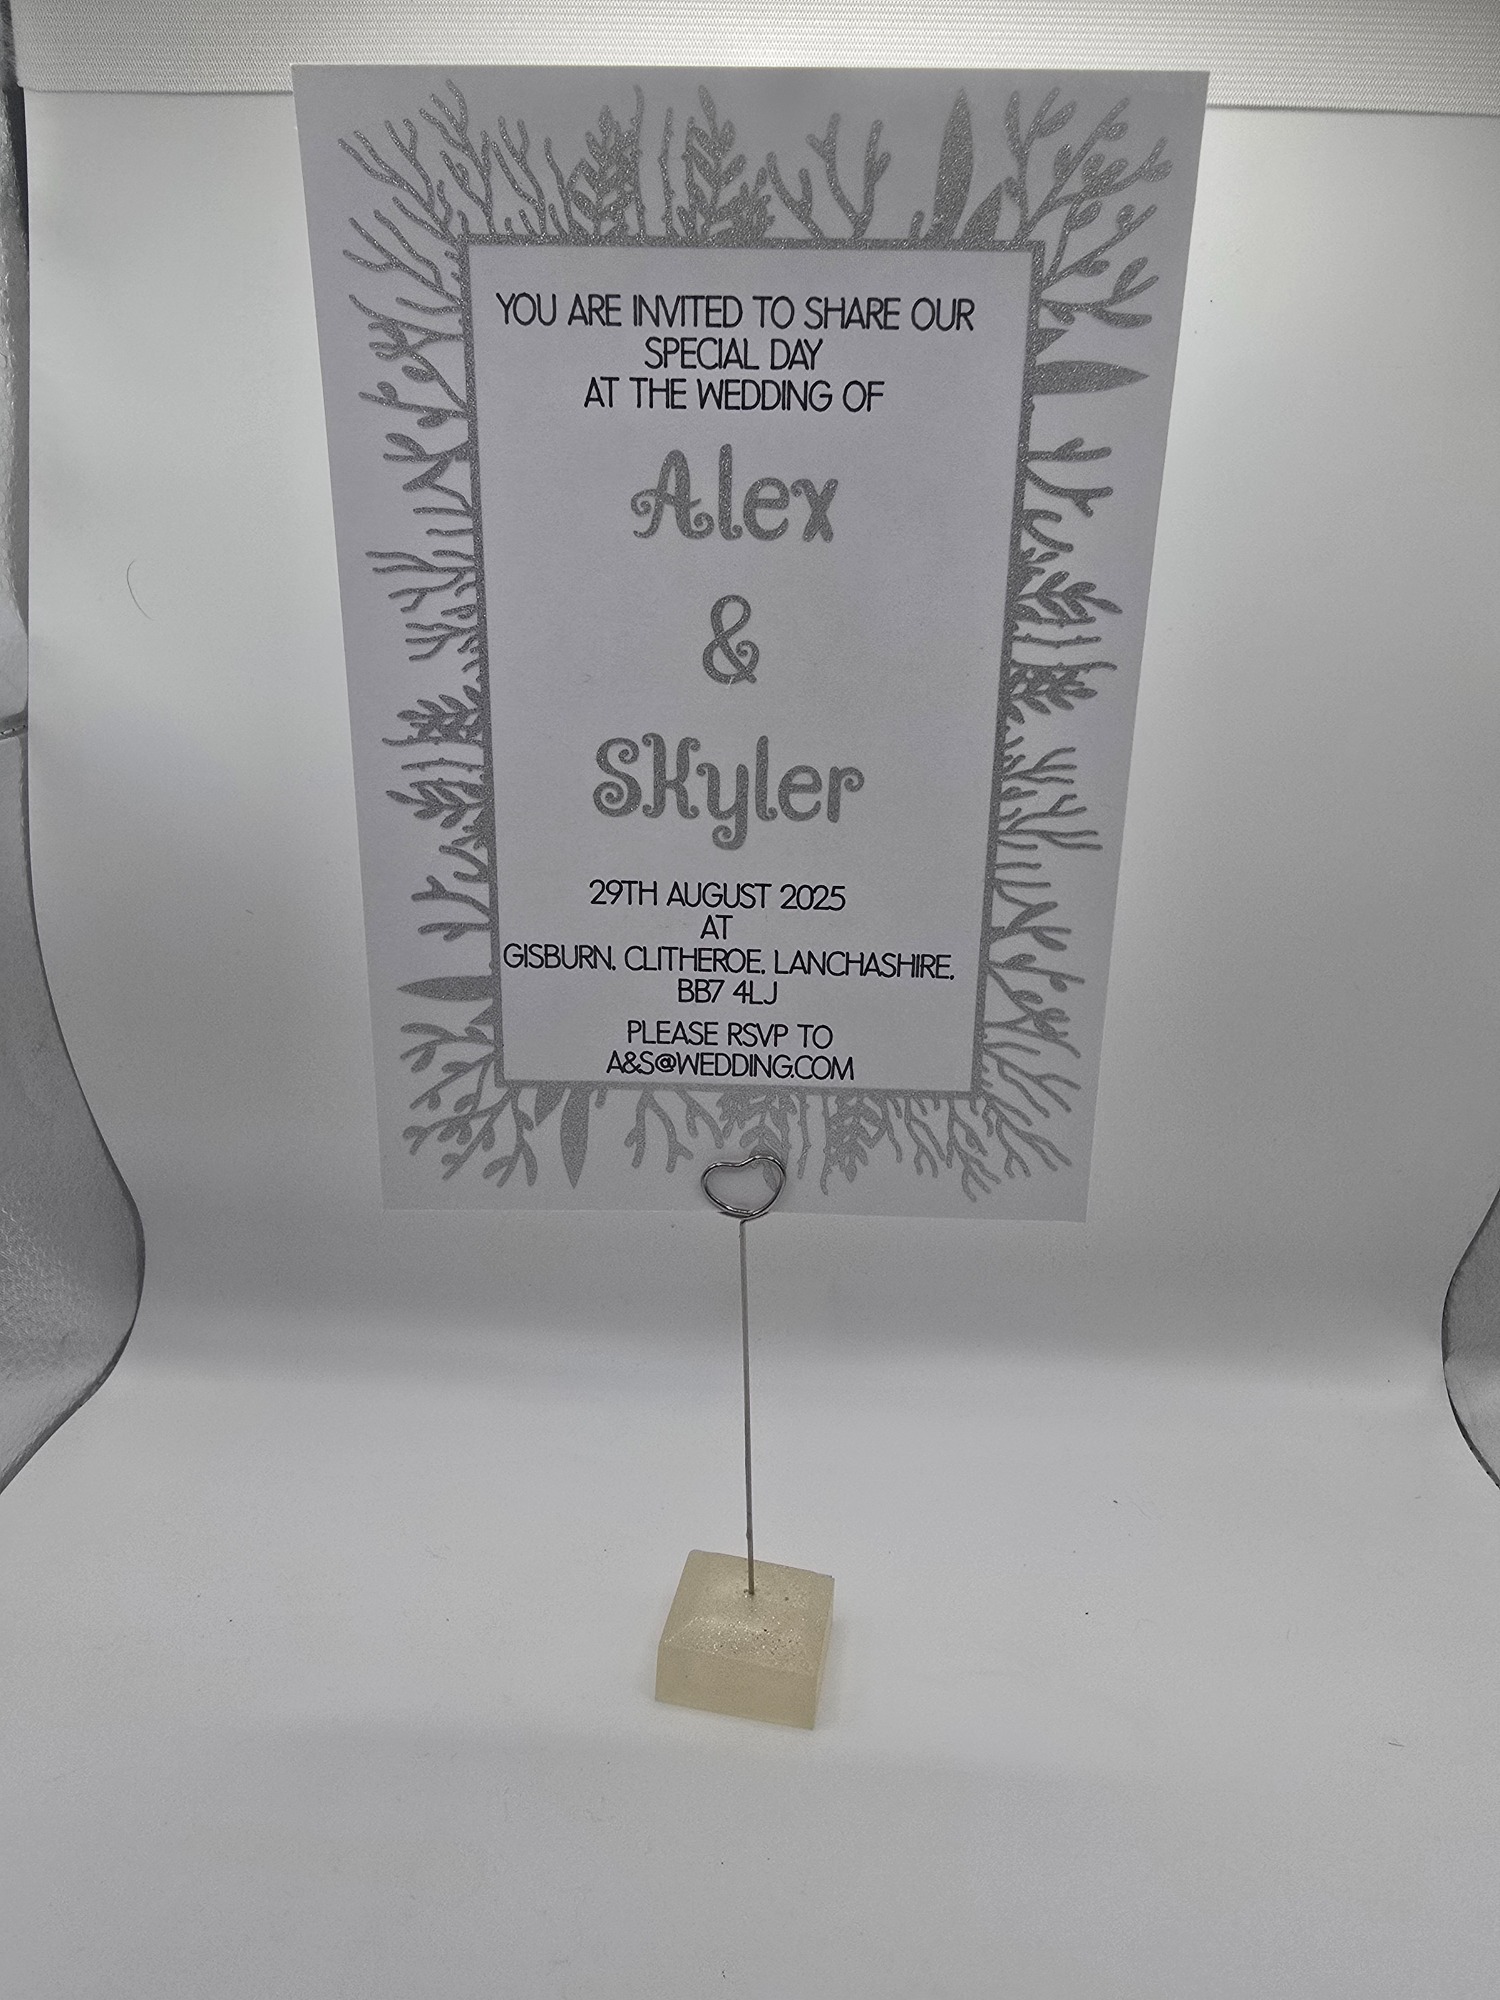 YOU ARE INVITED TO SHARE OUR
SPECIAL DAY
AT THE WEDDING OF
Alex
&
SKyler
29TH AUGUST 2025
AT
GISBURN, CLITHEROE, LANCHASHIRE,
BB7 4LJ
PLEASE RSVP TO
A&S@WEDDING.COM